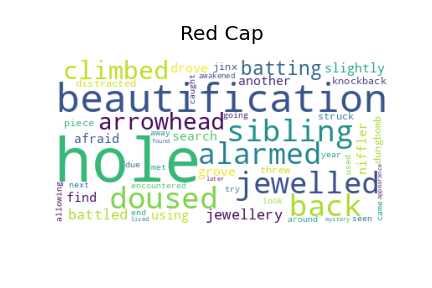 Red Cap
climbed
drove
jinx
batting
slightly
awakened
distracted
caught
another
knockback
beautification
piece
arrowhead
going
struck
afraid
away
found
search
sibling
niffler
dungbomb
hole
alarmed
year
due
met
grove
threw
used
appearance
next
encountered
later
try
jewelled
find
doused
look
back
allowing
battled
end
lived
using
jewellery
around
mystery
seen
came